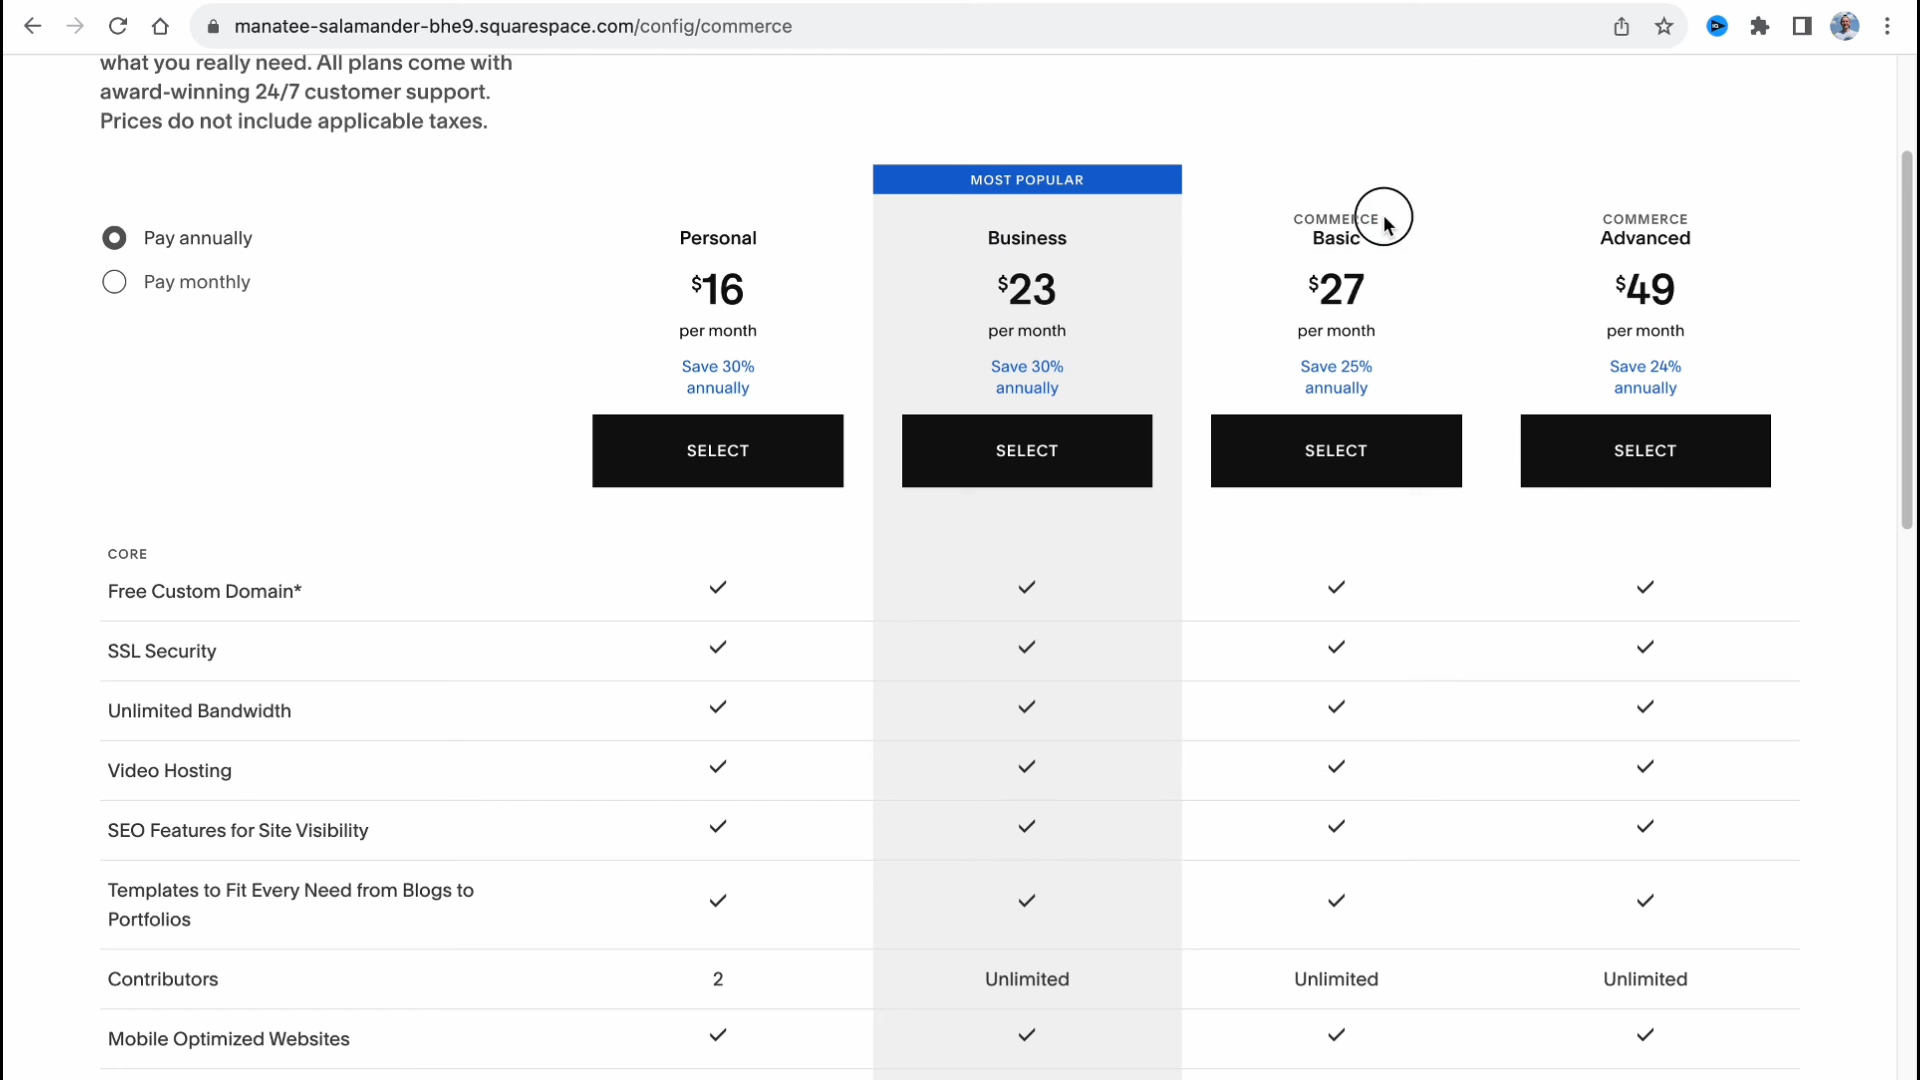 manatee-salamander-bhe9.squarespace.com/config/commerce
what you really need. All plans come with
award-winning 24/7 customer support.
Prices do not include applicable taxes.
MOST POPULAR
Pay annually
Pay monthly
Personal
$16
per month
Save 30%
annually
SELECT
Business
$23
per month
Save 30%
annually
SELECT
COMMERCE
Basic
$27
per month
Save 25%
annually
SELECT
COMMERCE
Advanced
$49
per month
Save 24%
annually
SELECT
CORE
Free Custom Domain*
SSL Security
Unlimited Bandwidth
Video Hosting
SEO Features for Site Visibility
Templates to Fit Every Need from Blogs to
Portfolios
Contributors 2 Unlimited Unlimited Unlimited
Mobile Optimized Websites